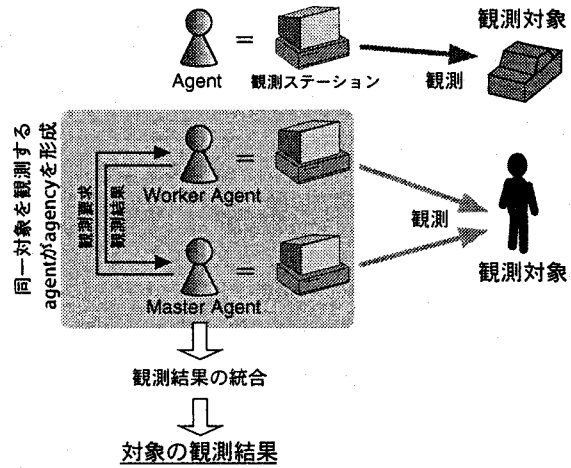 観測対象
Agent
=
観測ステーション
観測
同一対象を観測する
agentがagencyを形成
観測要求
観測結果
=
Worker Agent
観測
=
Master Agent
観測対象
観測結果の統合
対象の観測結果